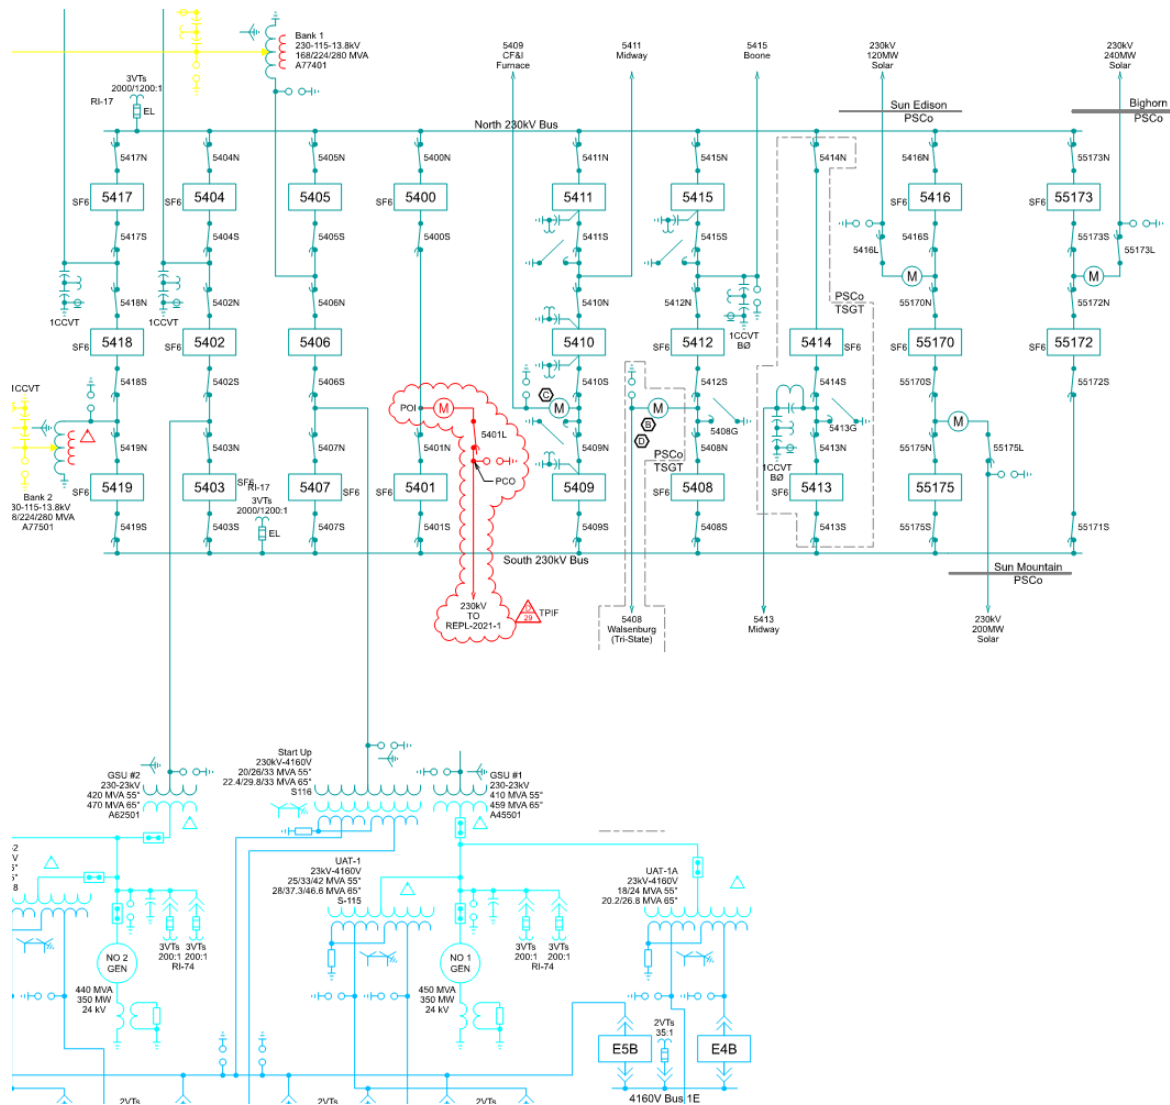 Bank 1
230-115-13.8kV
168/224/280 MVA
A77401
5409
CF&I
Furnace
5411
Midway
5415
Boone
230kV
120MW
Solar
230kV
240MW
Solar
3VTs
2000/1200:1
RI-17
EL
Sun Edison
PSCo
Bighorn
PSCo
North 230kV Bus
5417N
5404N
5405N
5400N
5411N
5415N
5414N
5416N
55173N
5417
SF6
5404
SF6
5405
5400
SF6
5411
5415
5416
SF6
55173
SF6
5417S
5404S
5405S
5400S
5411S
5415S
5416L
5416S
55173S
55173L
M
M
1CCVT
1CCVT
5418N
5402N
5406N
5410N
5412N
1CCVT
BØ
PSCo
TSGT
55170N
55172N
5418
SF6
5402
SF6
5406
5410
5412
SF6
5414
SF6
55170
SF6
55172
SF6
5418S
5402S
5406S
5410S
5412S
5414S
55170S
55172S
1CCVT
POI
M
5401L
C
M
M
B
D
5408G
5413G
M
5419N
5403N
5407N
5401N
5409N
PSCo
TSGT
5408N
1CCVT
BØ
5413N
55170N
55175L
PCO
Bank 2
30-115-13.8kV
8/224/280 MVA
A77501
5419
SF6
5403
SF6
RI-17
3VTs
2000/1200:1
EL
5407
SF6
5401
SF6
5409
5408
SF6
5413
SF6
55175
5419S
5403S
5407S
5401S
5409S
5408S
5413S
55175S
55171S
South 230kV Bus
Sun Mountain
PSCo
230kV
TO
REPL-2021-1
29
TPIF
5408
Walsenburg
(Tri-State)
5413
Midway
230kV
200MW
Solar
GSU #2
230-23kV
420 MVA 55°
470 MVA 65°
A62501
Start Up
230kV-4160V
20/26/33 MVA 55°
22.4/29.8/33 MVA 65°
S116
GSU #1
230-23kV
410 MVA 55°
459 MVA 65°
A45501
UAT-1
23kV-4160V
25/33/42 MVA 55°
28/37.3/46.6 MVA 65°
S-115
UAT-1A
23kV-4160V
18/24 MVA 55°
20.2/26.8 MVA 65°
NO 2
GEN
3VTs
200:1
3VTs
200:1
RI-74
440 MVA
350 MW
24 kV
NO 1
GEN
3VTs
200:1
3VTs
200:1
RI-74
450 MVA
350 MW
24 kV
E5B
2VTs
35:1
E4B
4160V Bus 1E
2VTs
2VTs
2VTs